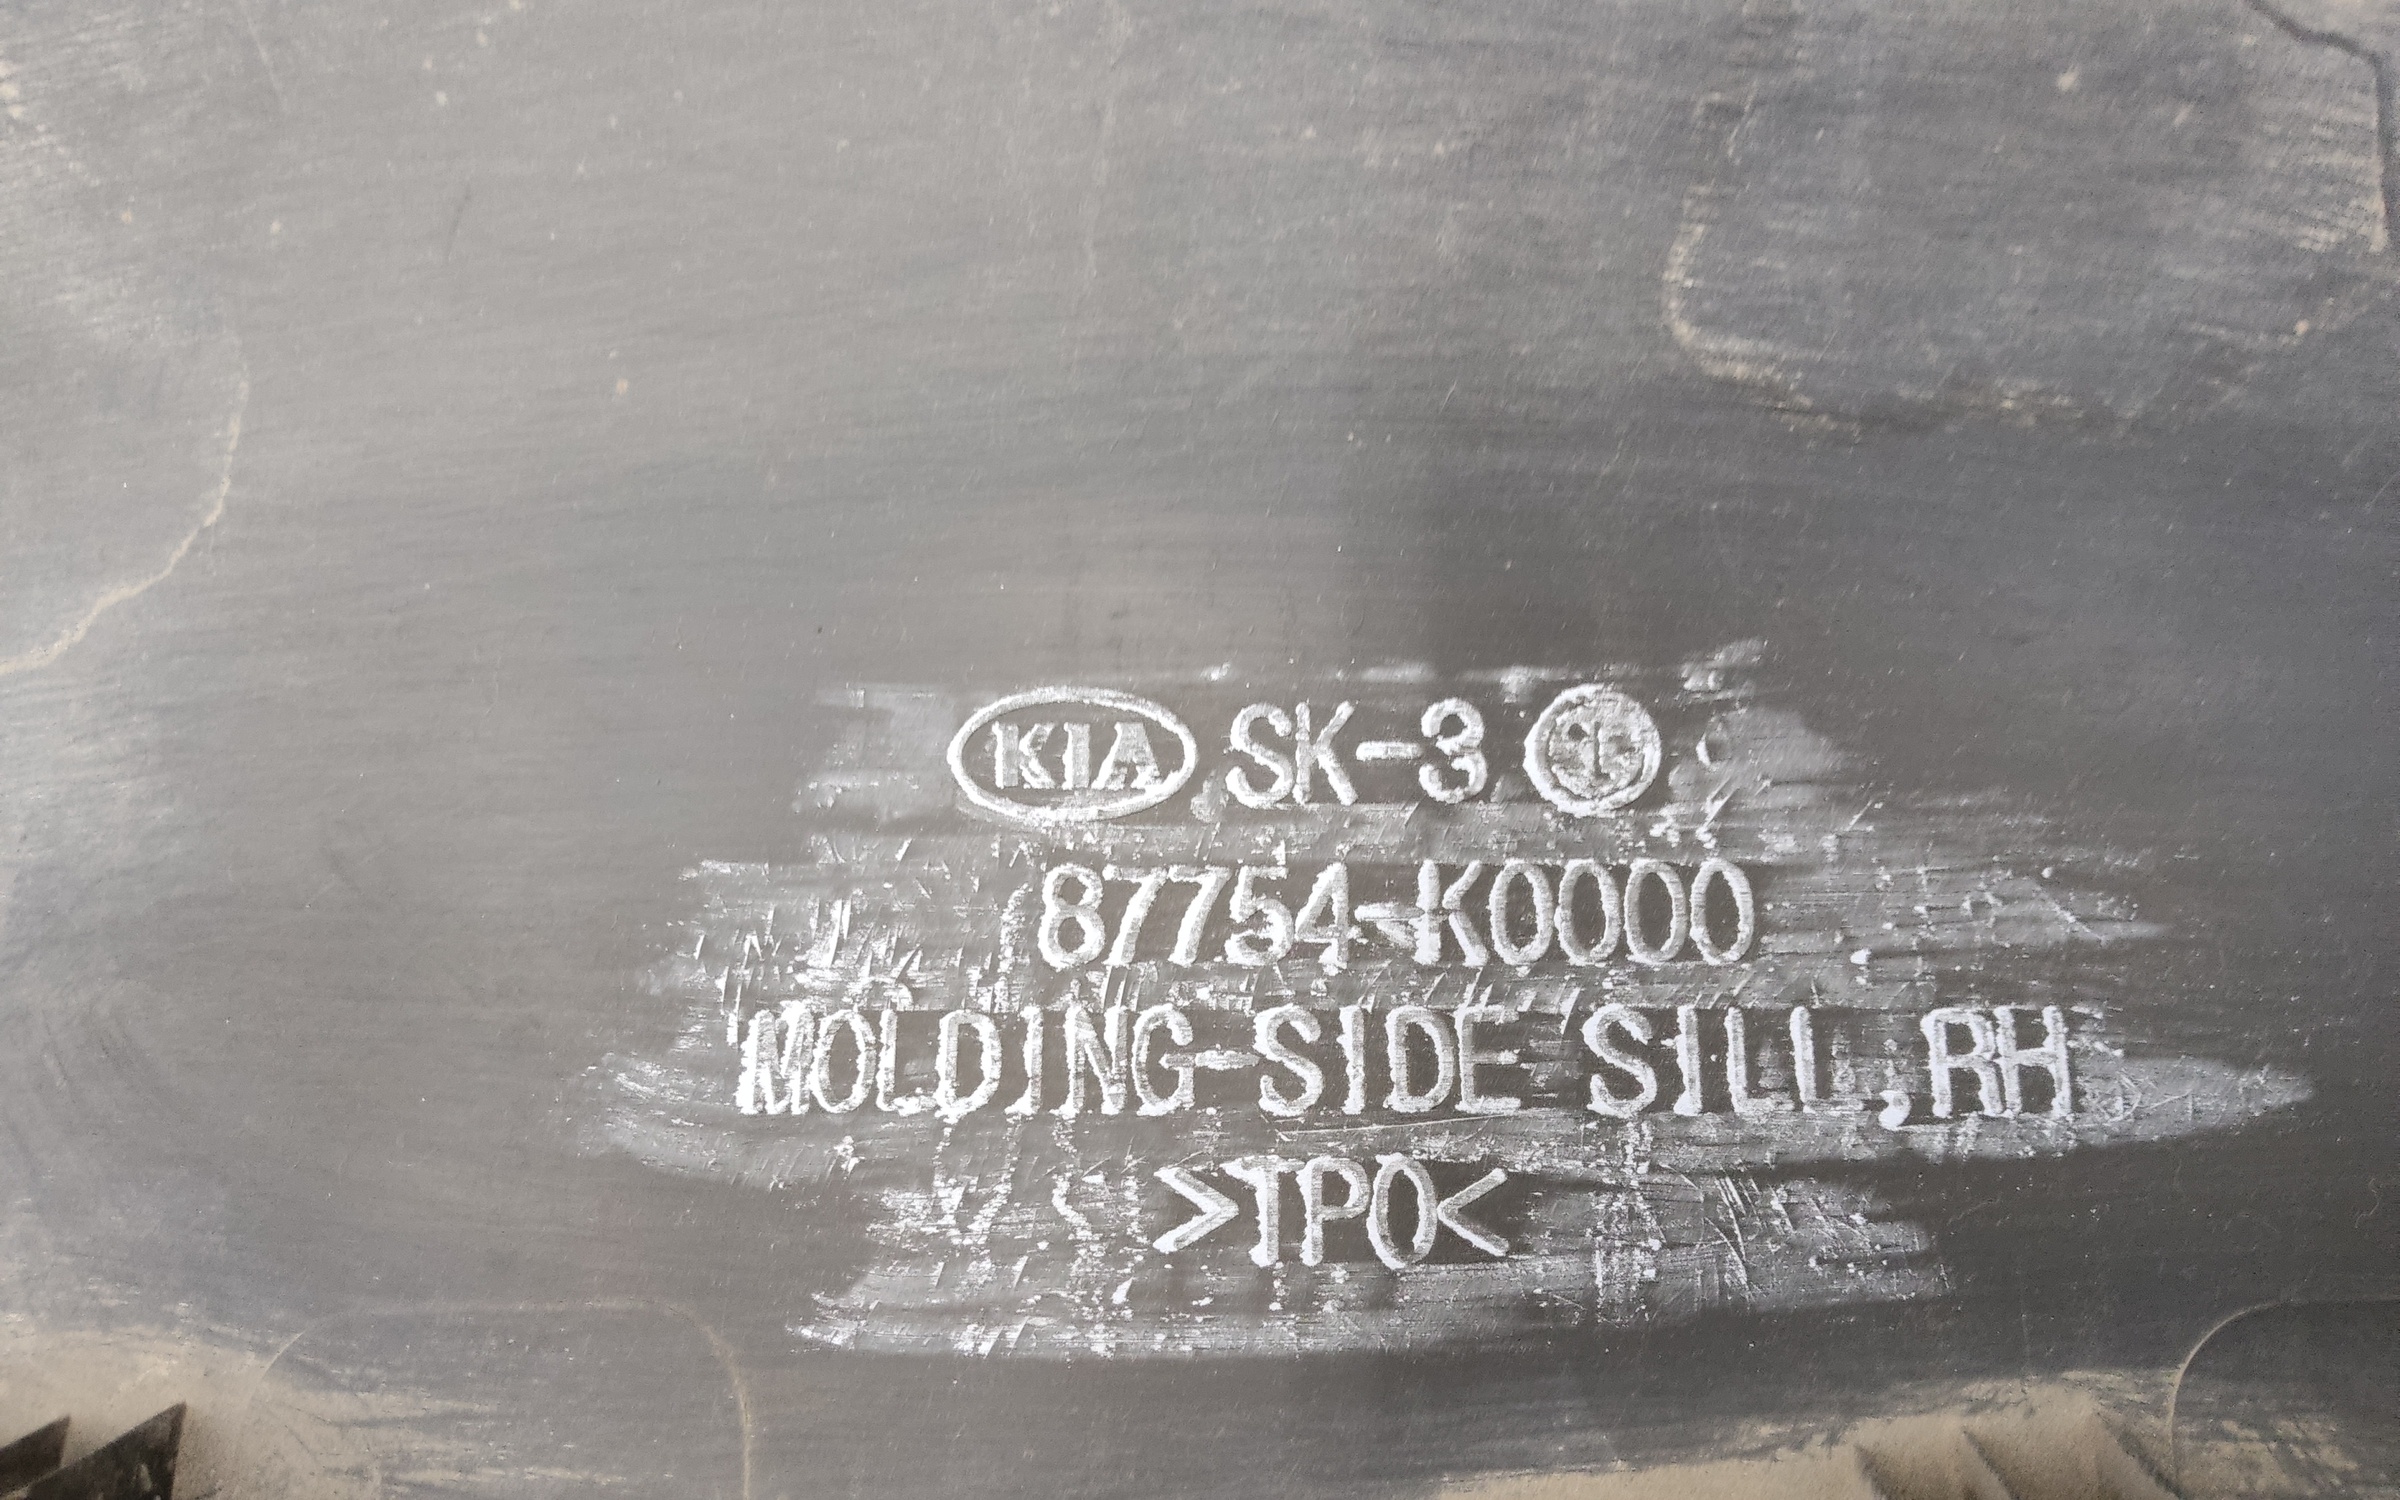 KIA SK-3
87754-K0000
MOLDING-SIDE SILL,RH
>TPO<